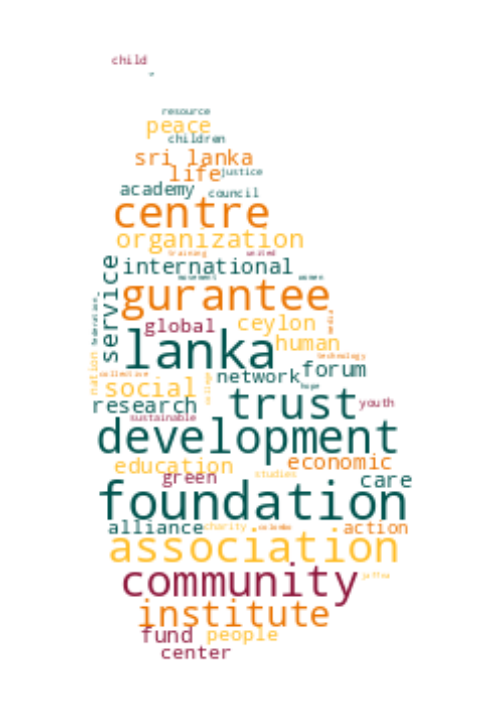 child
resource
peace
children
sri lanka
life justice
academy council
centre
organization
training united
service international
movement women
gurantee
federation global ceylon media
lanka human
technology
nation collective network forum
social college hope
research trust youth
sustainable
development
education economic
green studies care
foundation
alliance charity colombo action
association
community jaffna
institute
fund people
center